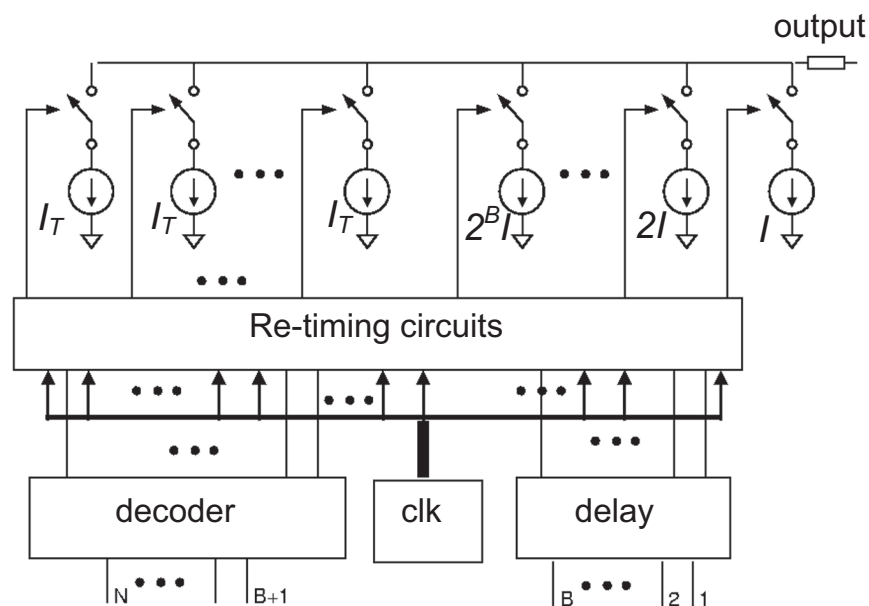 output
I_T I_T I_T 2^B I 2I I
Re-timing circuits
decoder clk delay
N B+1 B 2 1